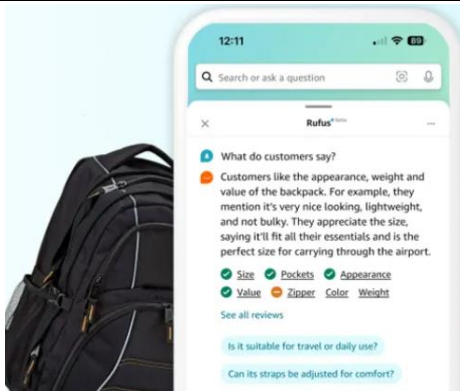 12:11
89
Search or ask a question
Rufus beta
What do customers say?
Customers like the appearance, weight and
value of the backpack. For example, they
mention it's very nice looking, lightweight,
and not bulky. They appreciate the size,
saying it'll fit all their essentials and is the
perfect size for carrying through the airport.
Size Pockets Appearance
Value Zipper Color Weight
See all reviews
Is it suitable for travel or daily use?
Can its straps be adjusted for comfort?